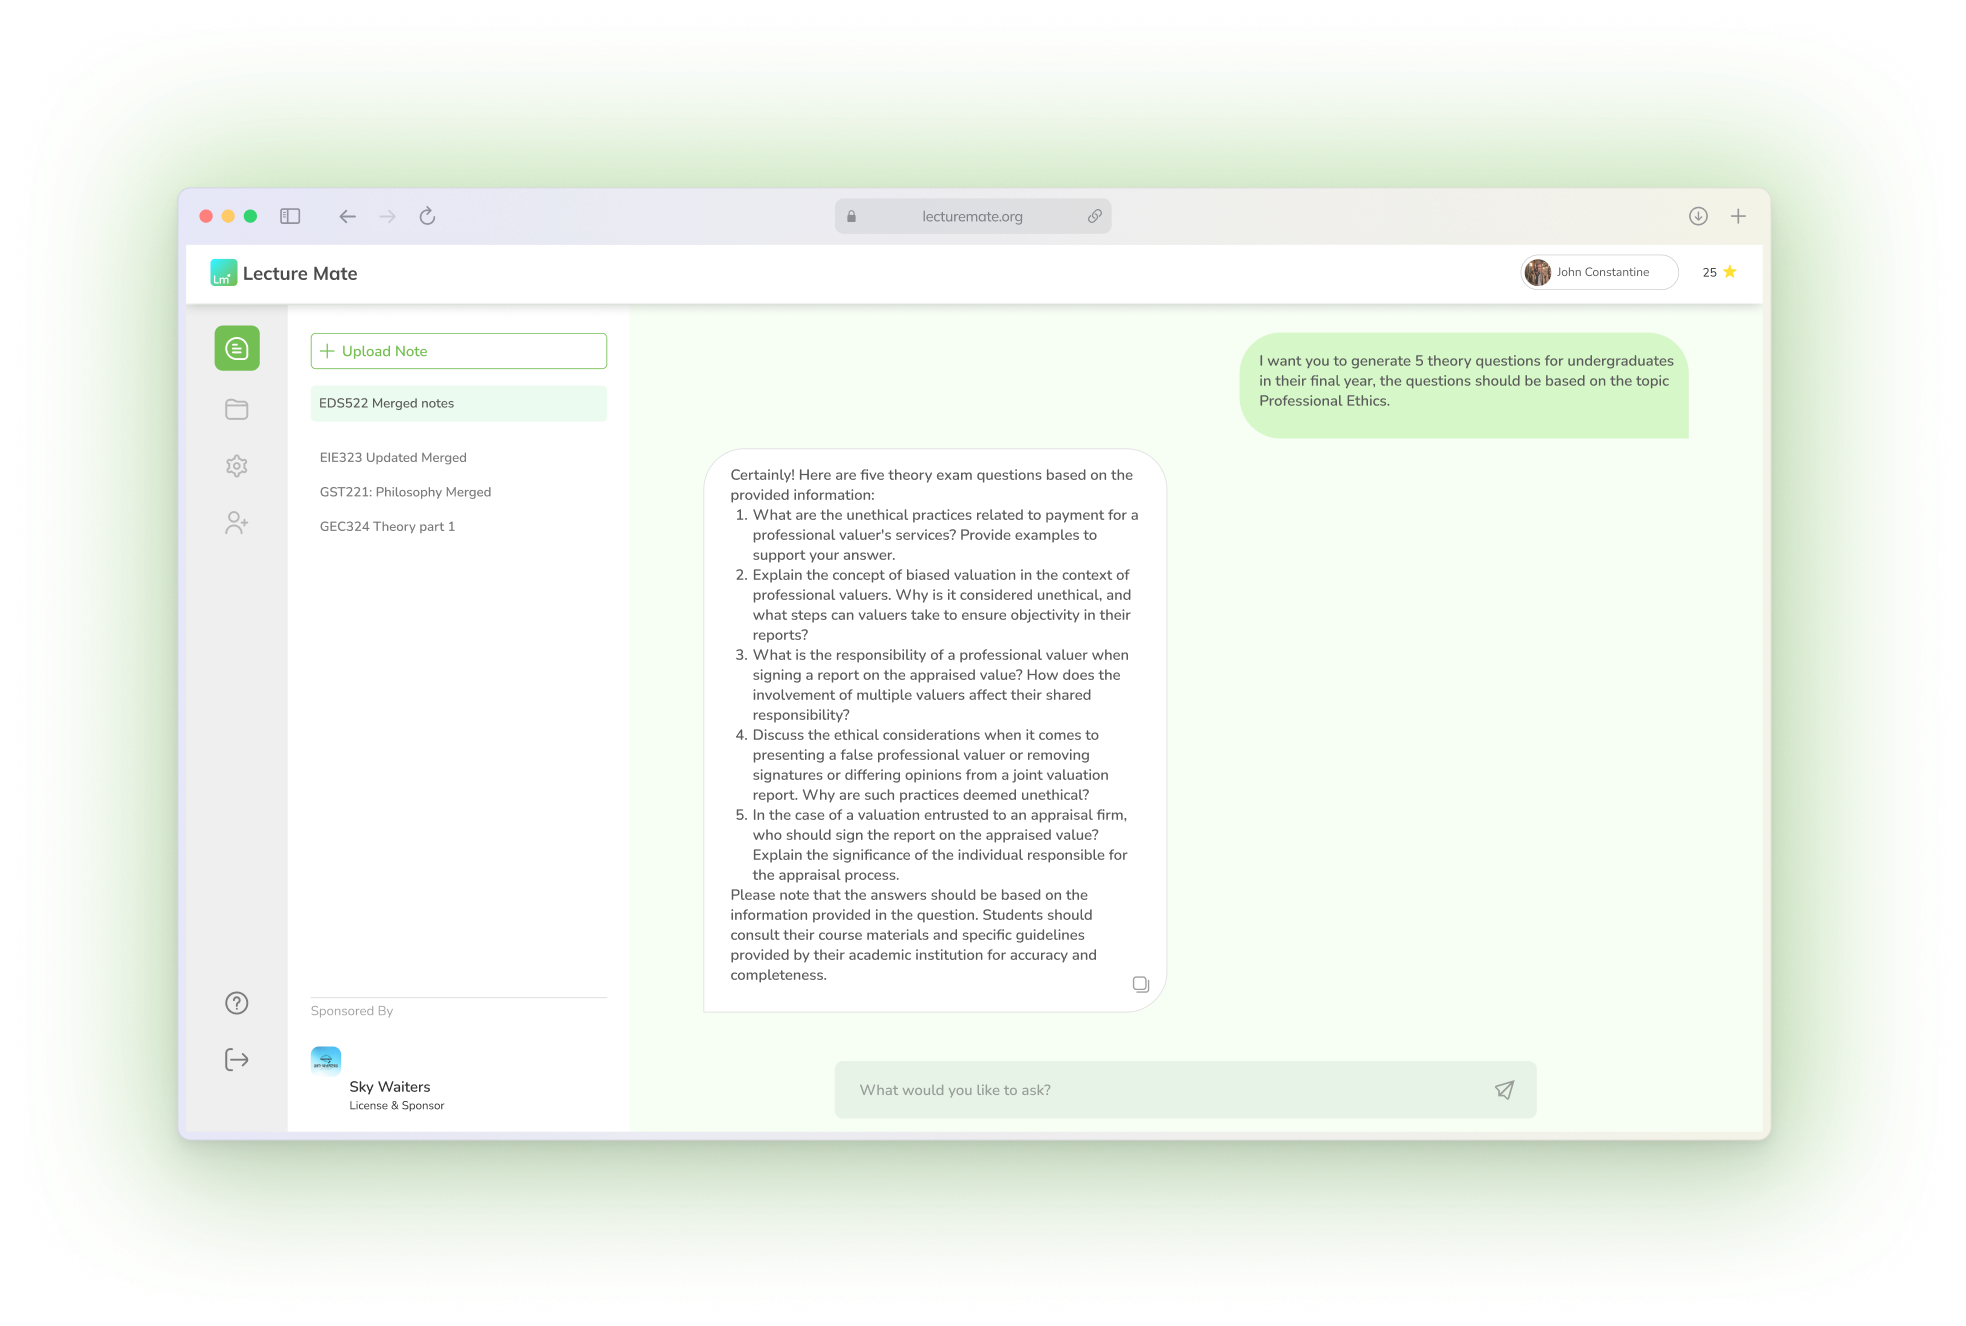 lecturemate.org
Lm
Lecture Mate
John Constantine
25
Upload Note
EDS522 Merged notes
EIE323 Updated Merged
GST221: Philosophy Merged
GEC324 Theory part 1
Sponsored By
Sky Waiters
License & Sponsor
I want you to generate 5 theory questions for undergraduates
in their final year, the questions should be based on the topic
Professional Ethics.
Certainly! Here are five theory exam questions based on the
provided information:
1. What are the unethical practices related to payment for a
professional valuer's services? Provide examples to
support your answer.
2. Explain the concept of biased valuation in the context of
professional valuers. Why is it considered unethical, and
what steps can valuers take to ensure objectivity in their
reports?
3. What is the responsibility of a professional valuer when
signing a report on the appraised value? How does the
involvement of multiple valuers affect their shared
responsibility?
4. Discuss the ethical considerations when it comes to
presenting a false professional valuer or removing
signatures or differing opinions from a joint valuation
report. Why are such practices deemed unethical?
5. In the case of a valuation entrusted to an appraisal firm,
who should sign the report on the appraised value?
Explain the significance of the individual responsible for
the appraisal process.
Please note that the answers should be based on the
information provided in the question. Students should
consult their course materials and specific guidelines
provided by their academic institution for accuracy and
completeness.
What would you like to ask?